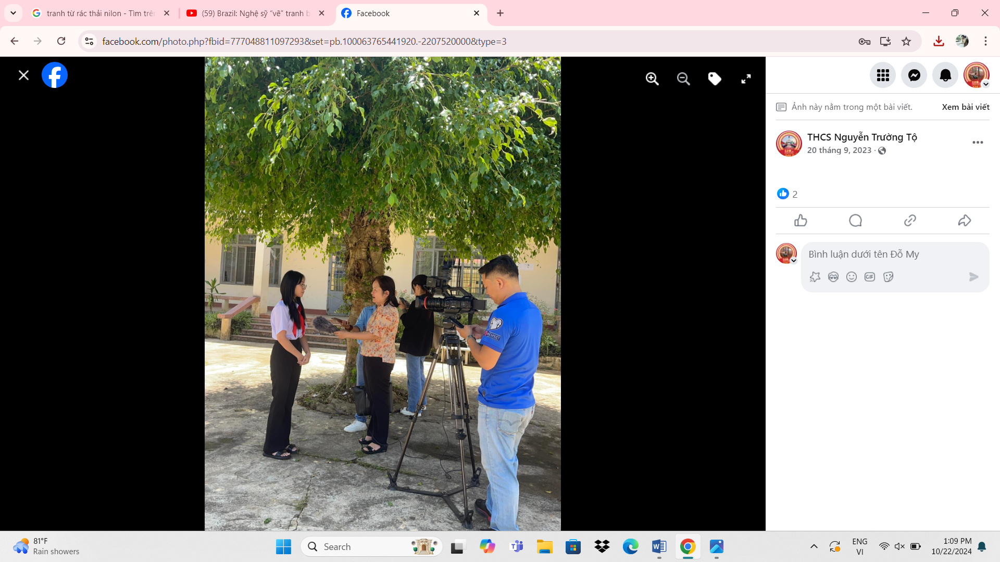 tranh từ rác thải nilon - Tìm trên
(59) Brazil: Nghệ sỹ “vẽ” tranh b
Facebook
facebook.com/photo.php?fbid=777048811097293&set=pb.100063765441920.-2207520000&type=3
Ảnh này nằm trong một bài viết.
Xem bài viết
THCS Nguyễn Trường Tộ
20 tháng 9, 2023 ·
2
Bình luận dưới tên Đỗ My
GIF
RESPECT
81°F
Rain showers
Search
ENG
VI
1:09 PM
10/22/2024